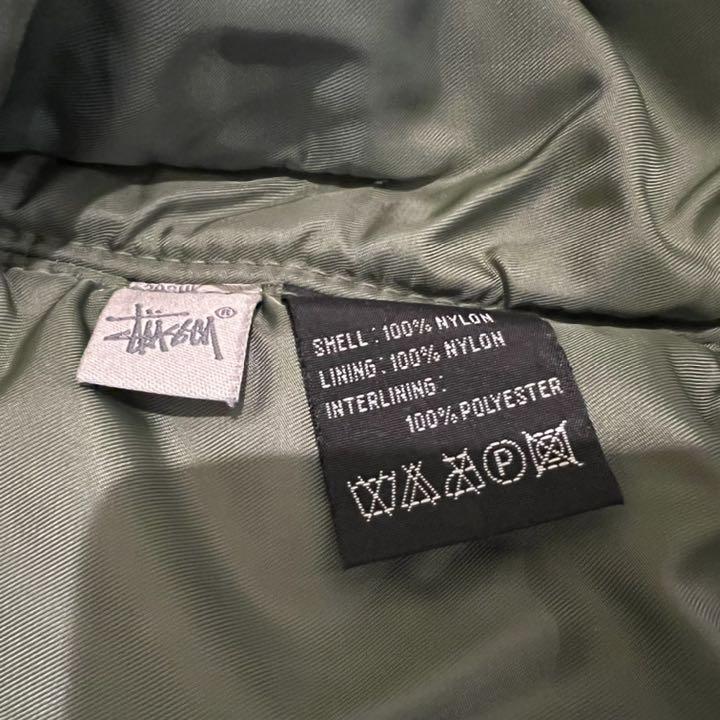 Stüssy®
SHELL : 100% NYLON
LINING : 100% NYLON
INTERLINING :
100% POLYESTER
P